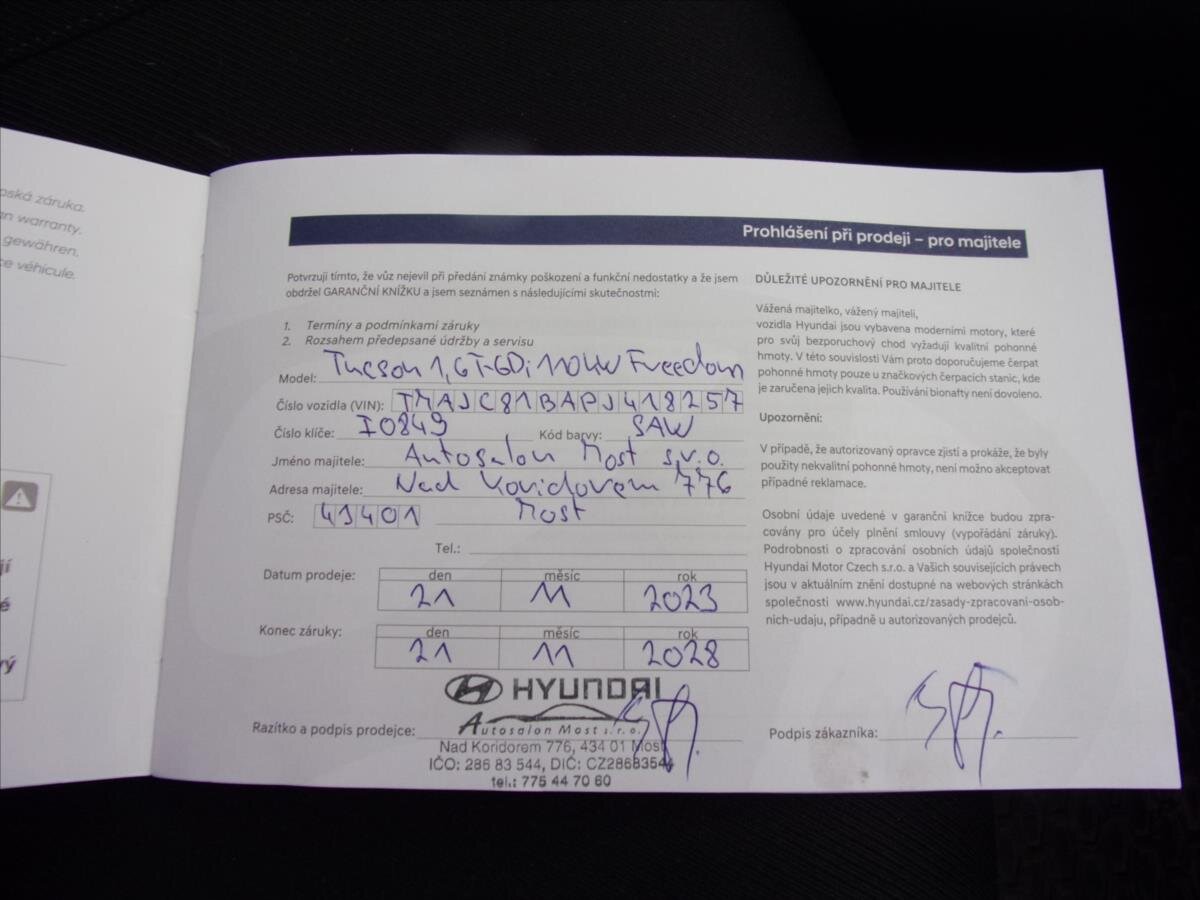 oská záruka.
an warranty.
gewähren.
ce véhicule.
Prohlášení při prodeji – pro majitele
Potvrzuji tímto, že vůz nejevil při předání známky poškození a funkční nedostatky a že jsem
obdržel GARANČNÍ KNÍŽKU a jsem seznámen s následujícími skutečnostmi:
1. Termíny a podmínkami záruky
2. Rozsahem předepsané údržby a servisu
Model: Tucson 1,6 T-GDi 110kW Freedom
Číslo vozidla (VIN): TMAJC81BAPJ418257
Číslo klíče: I0849 Kód barvy: SAW
Jméno majitele: Autosalon Most s.r.o.
Adresa majitele: Nad Koridorem 776
PSČ: 43401 Most
Tel.:
Datum prodeje: den měsíc rok
21 11 2023
Konec záruky: den měsíc rok
21 11 2028
HYUNDAI
Razítko a podpis prodejce: Autosalon Most s.r.o.
Nad Koridorem 776, 434 01 Most
IČO: 286 83 544, DIČ: CZ28683544
tel.: 775 44 70 60
DŮLEŽITÉ UPOZORNĚNÍ PRO MAJITELE
Vážená majitelko, vážený majiteli,
vozidla Hyundai jsou vybavena moderními motory, které
pro svůj bezporuchový chod vyžadují kvalitní pohonné
hmoty. V této souvislosti Vám proto doporučujeme čerpat
pohonné hmoty pouze u značkových čerpacích stanic, kde
je zaručena jejich kvalita. Používání bionafty není dovoleno.
Upozornění:
V případě, že autorizovaný opravce zjistí a prokáže, že byly
použity nekvalitní pohonné hmoty, není možno akceptovat
případné reklamace.
Osobní údaje uvedené v garanční knížce budou zpra-
covány pro účely plnění smlouvy (vypořádání záruky).
Podrobnosti o zpracování osobních údajů společností
Hyundai Motor Czech s.r.o. a Vašich souvisejících právech
jsou v aktuálním znění dostupné na webových stránkách
společnosti www.hyundai.cz/zasady-zpracovani-osob-
nich-udaju, případně u autorizovaných prodejců.
Podpis zákazníka: